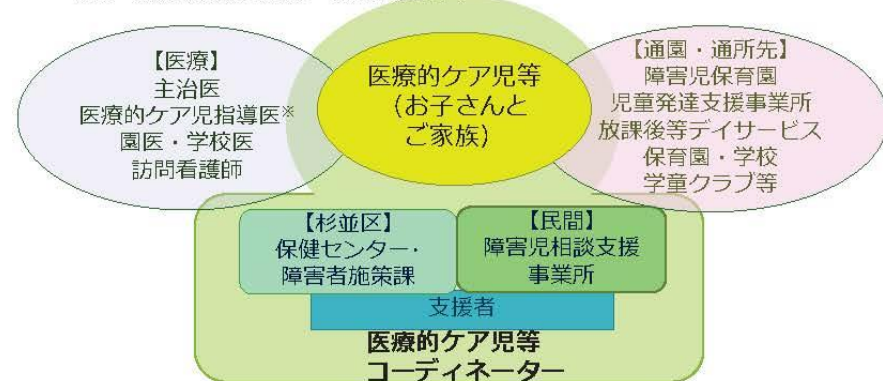 【医療】
主治医
医療的ケア児指導医※
園医・学校医
訪問看護師
医療的ケア児等
(お子さんと
ご家族)
【通園・通所先】
障害児保育園
児童発達支援事業所
放課後等デイサービス
保育園・学校
学童クラブ等
【杉並区】
保健センター・
障害者施策課
【民間】
障害児相談支援
事業所
支援者
医療的ケア児等
コーディネーター